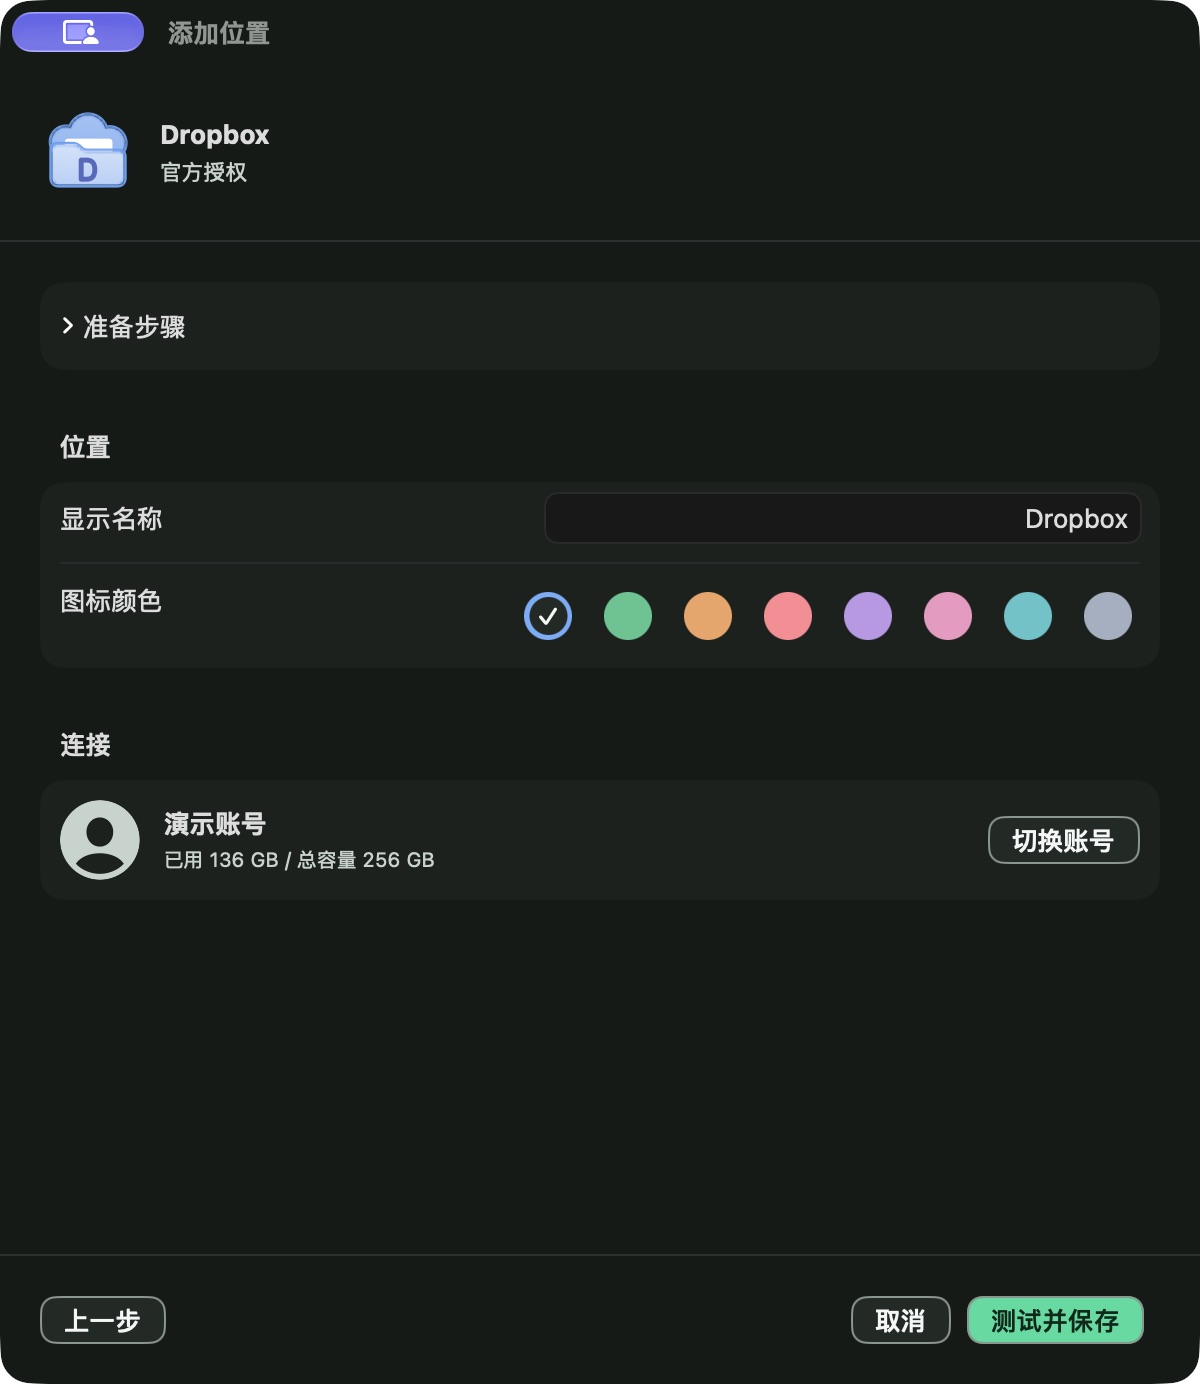 添加位置
D
Dropbox
官方授权
准备步骤
位置
显示名称
Dropbox
图标颜色
连接
演示账号
已用 136 GB / 总容量 256 GB
切换账号
上一步
取消
测试并保存